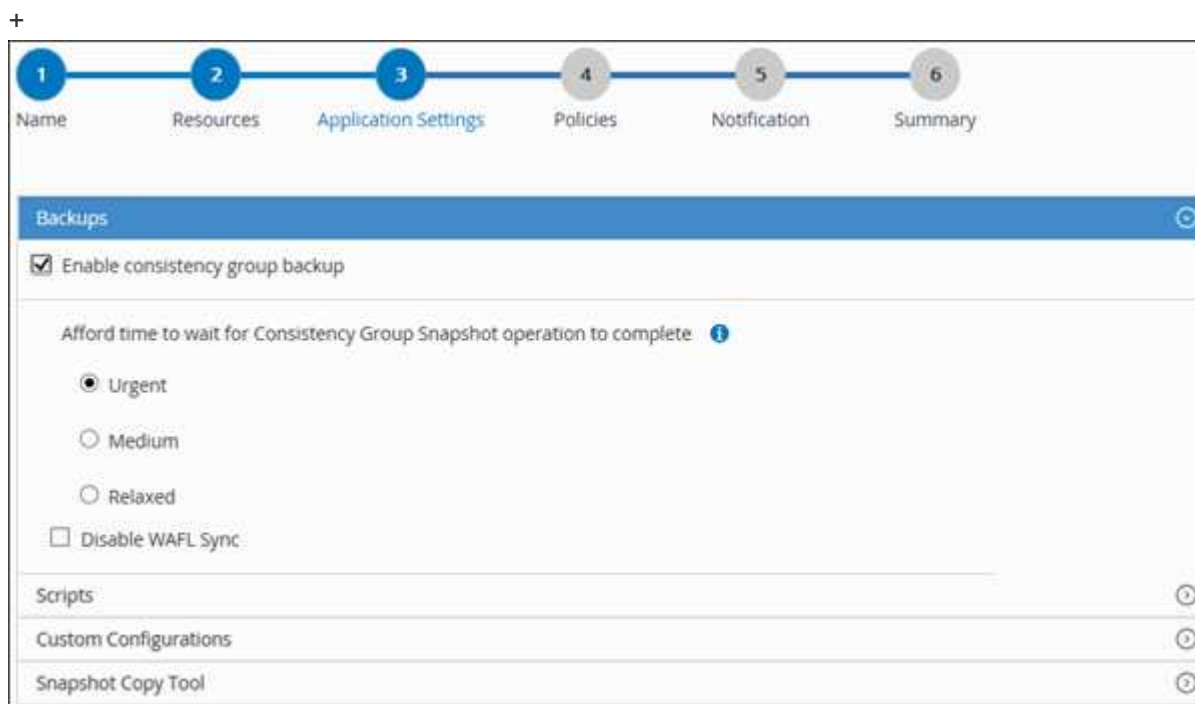 +
1 2 3 4 5 6
Name Resources Application Settings Policies Notification Summary
Backups
Enable consistency group backup
Afford time to wait for Consistency Group Snapshot operation to complete
Urgent
Medium
Relaxed
Disable WAFL Sync
Scripts
Custom Configurations
Snapshot Copy Tool